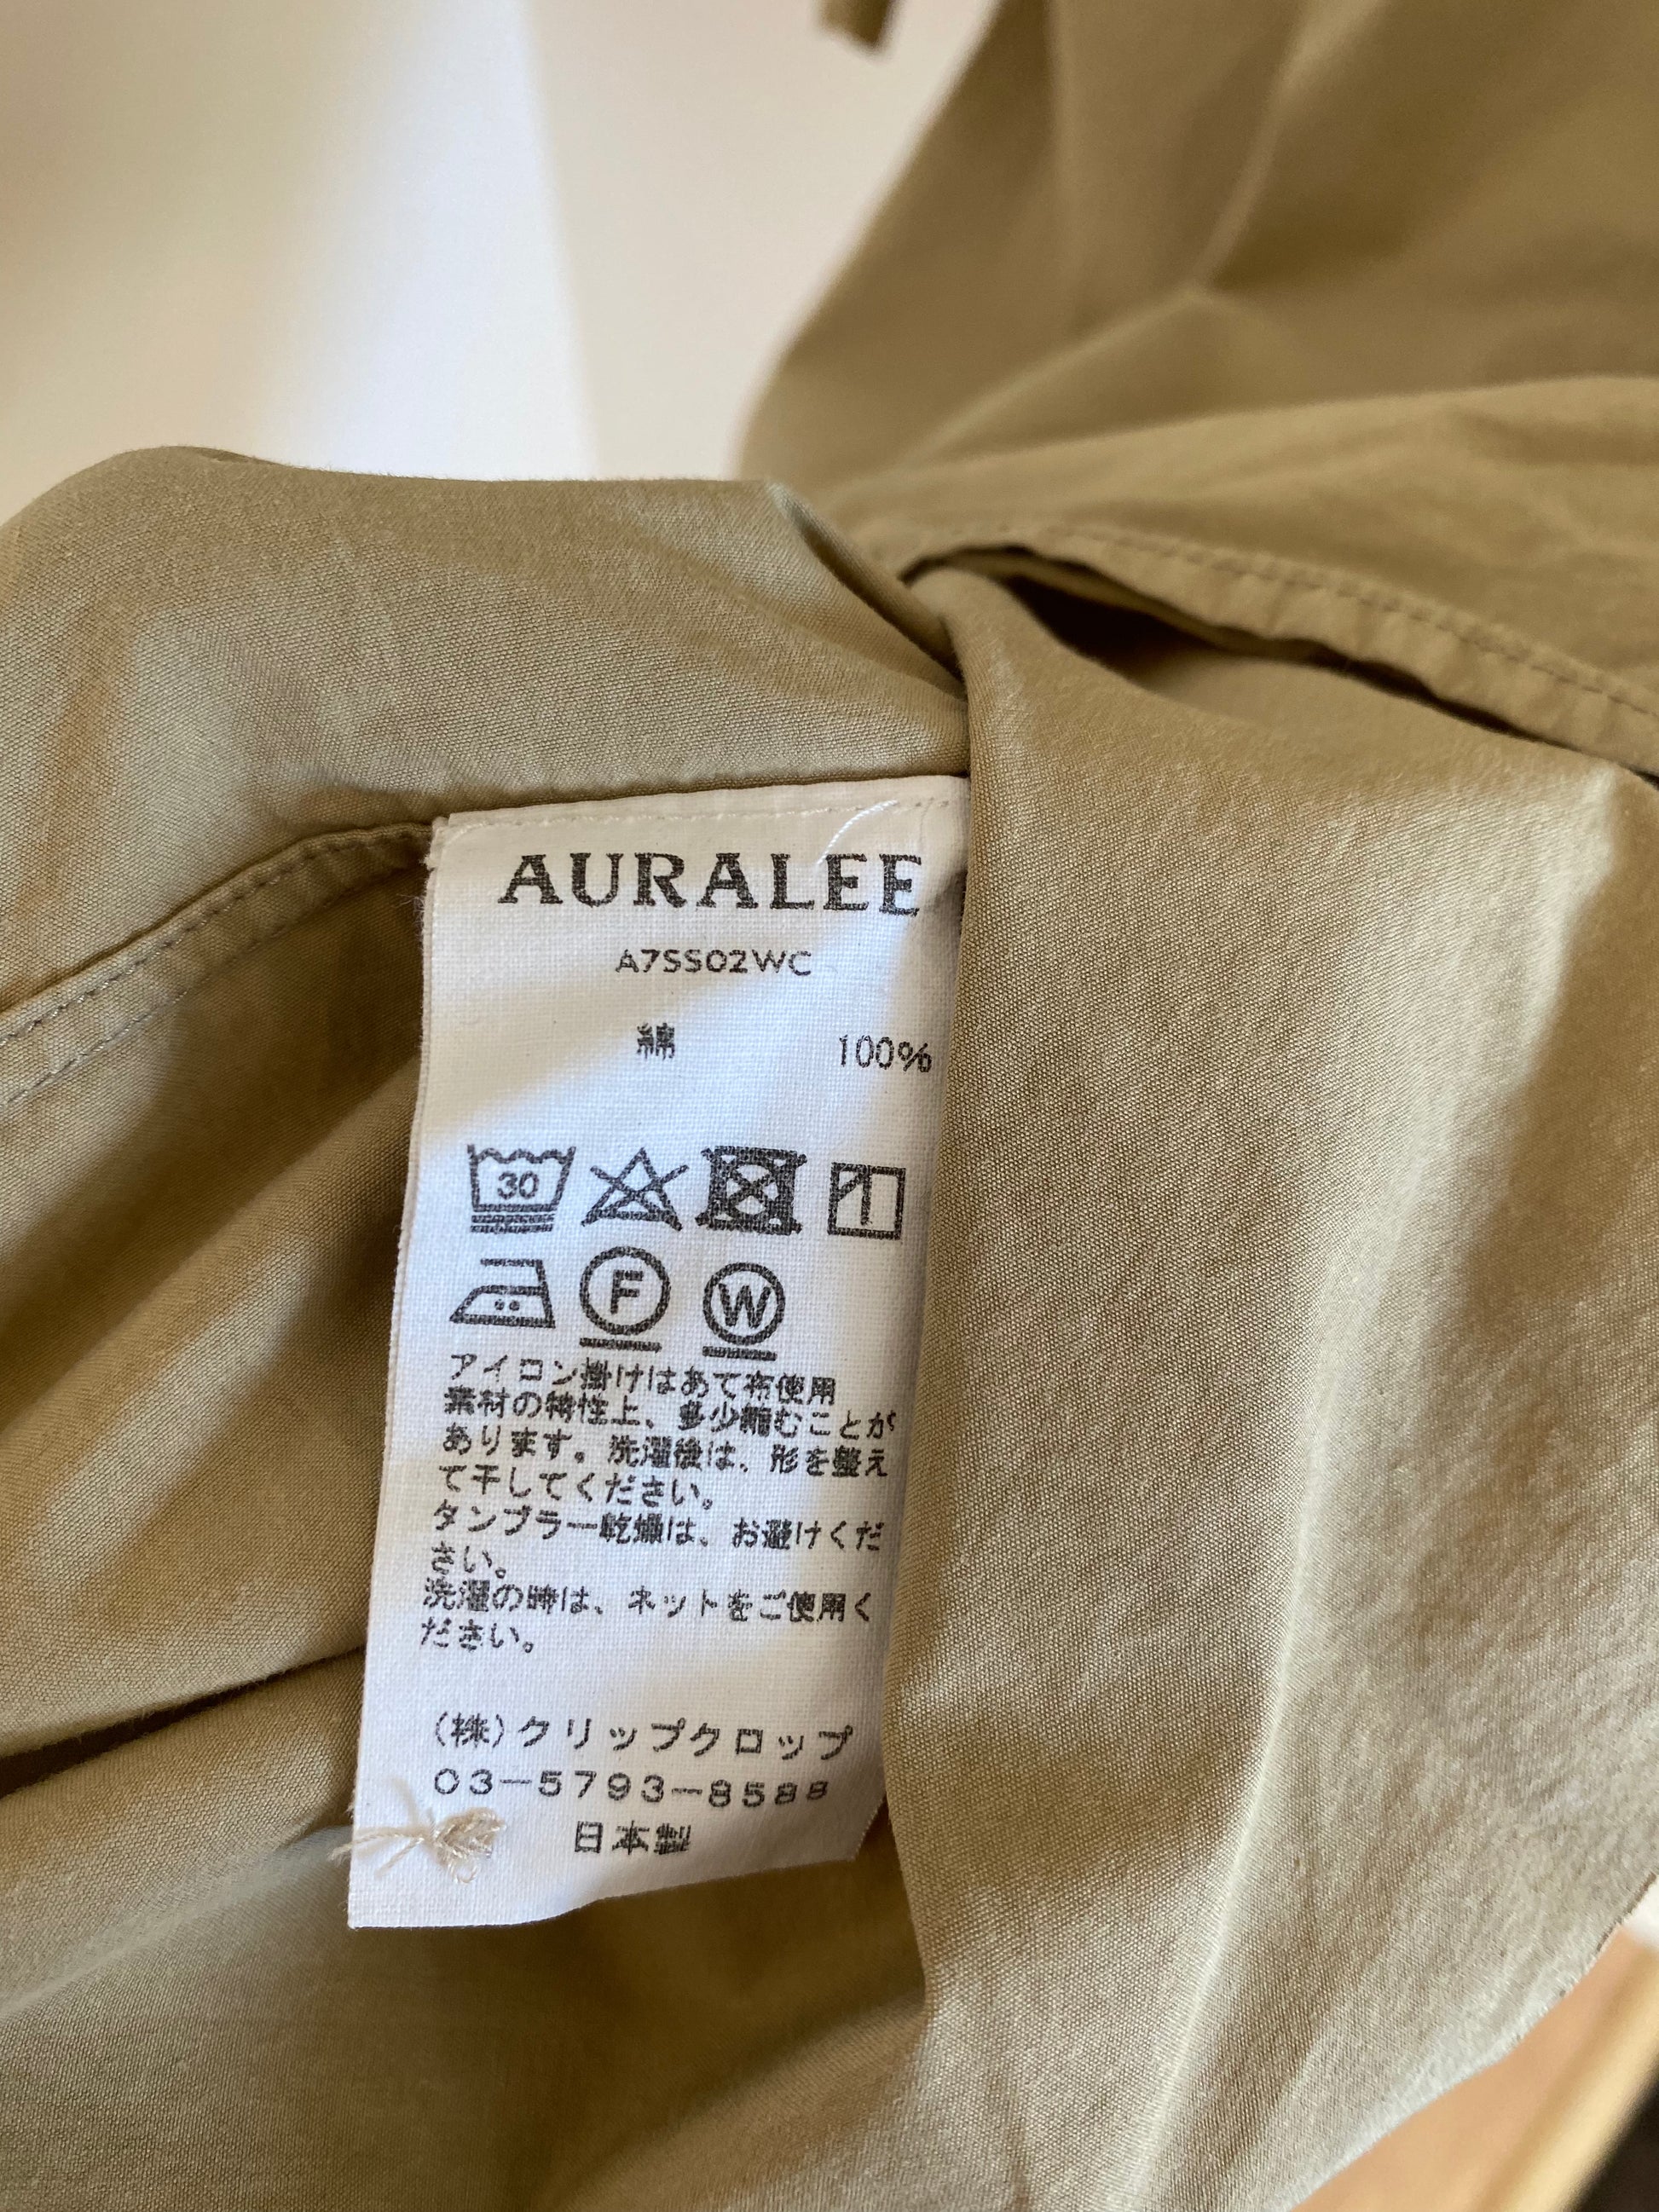 AURALEE
A7SS02WC
綿 100%
30
F W
アイロン掛けはあて布使用
素材の特性上、多少縮むことが
あります。洗濯後は、形を整え
て干してください。
タンブラー乾燥は、お避けくだ
さい。
洗濯の時は、ネットをご使用く
ださい。
(株)クリップクロップ
03-5793-8588
日本製